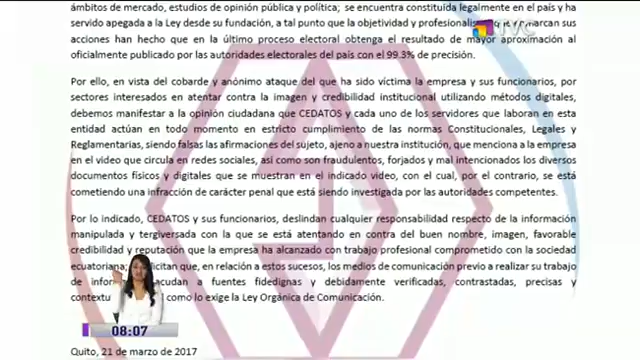 ámbitos de mercado, estudios de opinión pública y política; se encuentra constituida legalmente en el país y ha
servido apegada a la Ley desde su fundación, a tal punto que la objetividad y profesionalis que marcan sus
acciones han hecho que en la último proceso electoral obtenga el resultado de mayor aproximación al
oficialmente publicado por las autoridades electorales del país con el 99.3% de precisión.
TVC
Por ello, en vista del cobarde y anónimo ataque del que ha sido víctima la empresa y sus funcionarios, por
sectores interesados en atentar contra la imagen y credibilidad institucional utilizando métodos digitales,
debemos manifestar a la opinión ciudadana que CEDATOS y cada uno de los servidores que laboran en esta
entidad actúan en todo momento en estricto cumplimiento de las normas Constitucionales, Legales y
Reglamentarias, siendo falsas las afirmaciones del sujeto, ajeno a nuestra institución, que menciona a la empresa
en el video que circula en redes sociales, así como son fraudulentos, forjados y mal intencionados los diversos
documentos físicos y digitales que se muestran en el indicado video, con el cual, por el contrario, se está
cometiendo una infracción de carácter penal que está siendo investigada por las autoridades competentes.
Por lo indicado, CEDATOS y sus funcionarios, deslindan cualquier responsabilidad respecto de la información
manipulada y tergiversada con la que se está atentando en contra del buen nombre, imagen, favorable
credibilidad y reputación que la empresa ha alcanzado con trabajo profesional comprometido con la sociedad
ecuatoriana; licitan que, en relación a estos sucesos, los medios de comunicación previo a realizar su trabajo
de infor acudan a fuentes fidedignas y debidamente verificadas, contrastadas, precisas y
contextu l como lo exige la Ley Orgánica de Comunicación.
08:07
Quito, 21 de marzo de 2017